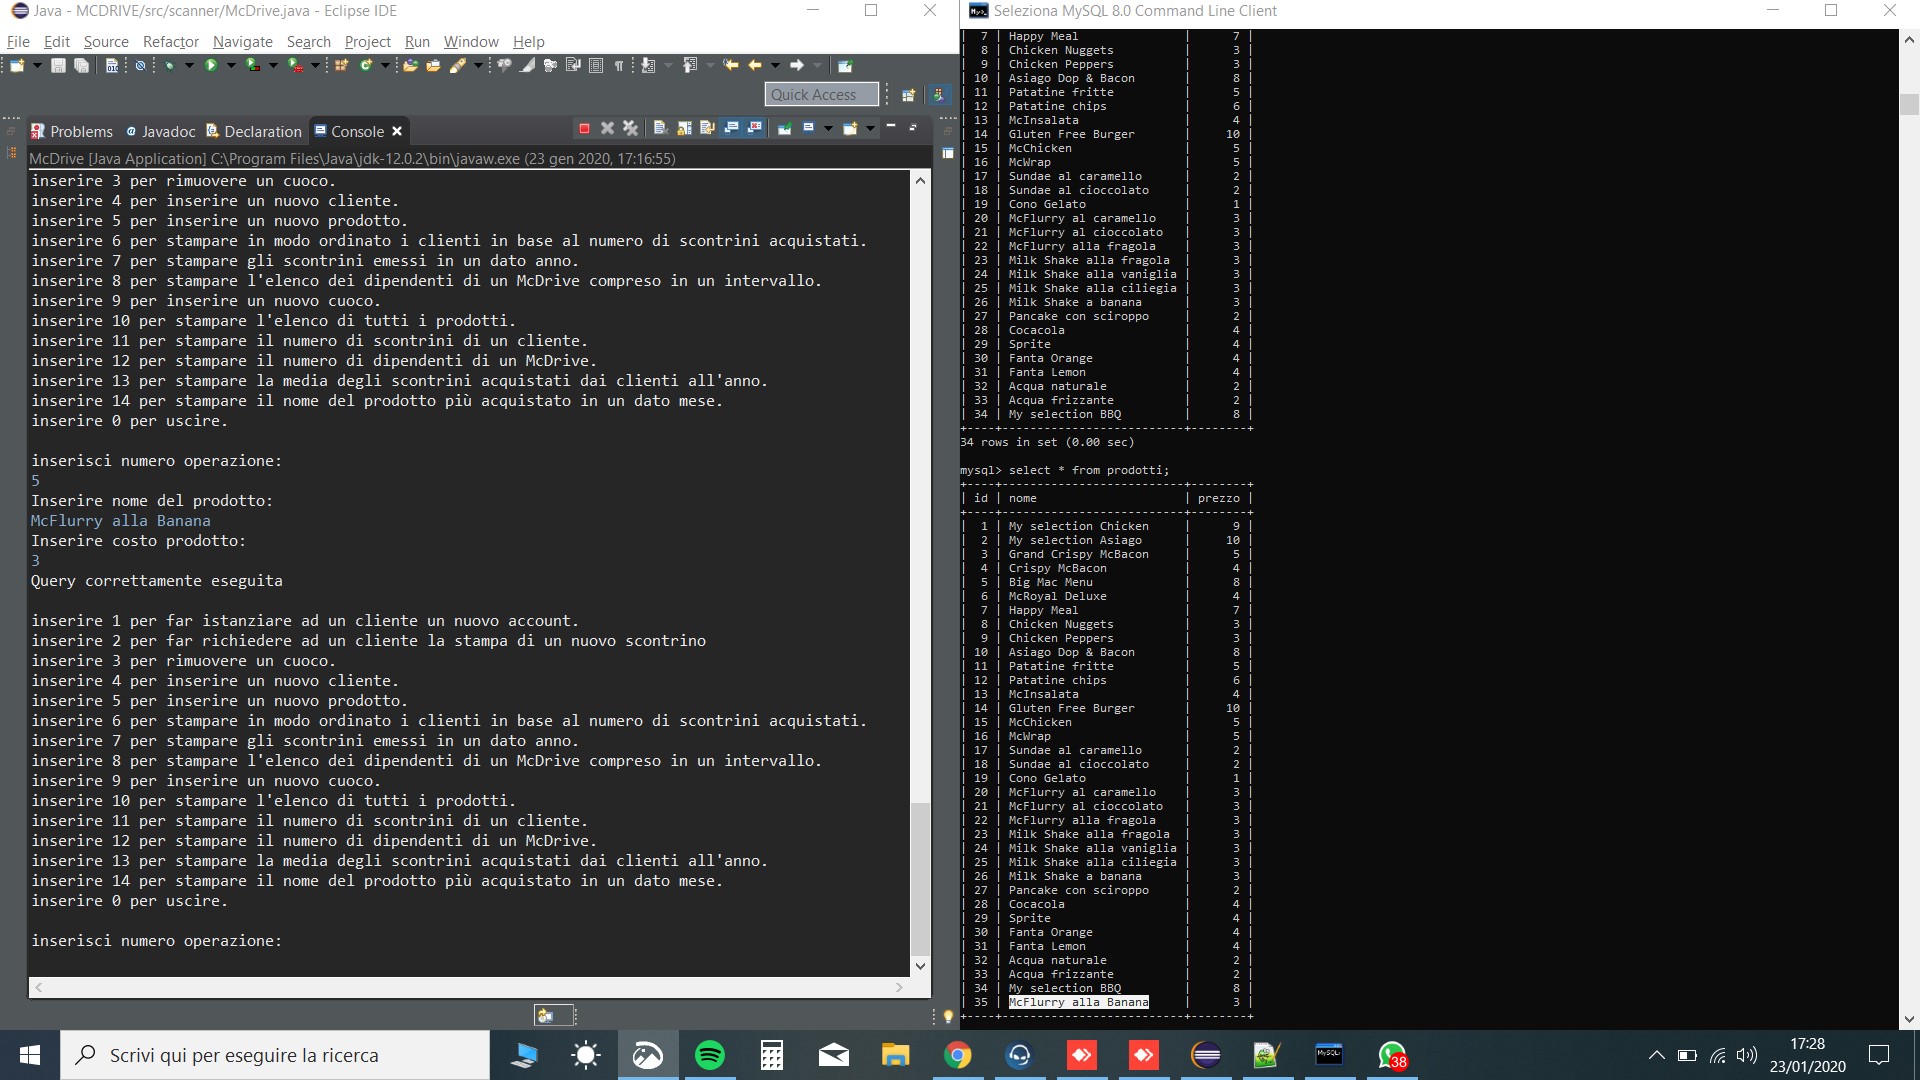 Java - MCDRIVE/src/scanner/McDrive.java - Eclipse IDE
File Edit Source Refactor Navigate Search Project Run Window Help
Quick Access
Problems Javadoc Declaration Console
McDrive [Java Application] C:\Program Files\Java\jdk-12.0.2\bin\javaw.exe (23 gen 2020, 17:16:55)
inserire 3 per rimuovere un cuoco.
inserire 4 per inserire un nuovo cliente.
inserire 5 per inserire un nuovo prodotto.
inserire 6 per stampare in modo ordinato i clienti in base al numero di scontrini acquistati.
inserire 7 per stampare gli scontrini emessi in un dato anno.
inserire 8 per stampare l'elenco dei dipendenti di un McDrive compreso in un intervallo.
inserire 9 per inserire un nuovo cuoco.
inserire 10 per stampare l'elenco di tutti i prodotti.
inserire 11 per stampare il numero di scontrini di un cliente.
inserire 12 per stampare il numero di dipendenti di un McDrive.
inserire 13 per stampare la media degli scontrini acquistati dai clienti all'anno.
inserire 14 per stampare il nome del prodotto più acquistato in un dato mese.
inserire 0 per uscire.
inserisci numero operazione:
5
Inserire nome del prodotto:
McFlurry alla Banana
Inserire costo prodotto:
3
Query correttamente eseguita
inserire 1 per far istanziare ad un cliente un nuovo account.
inserire 2 per far richiedere ad un cliente la stampa di un nuovo scontrino
inserire 3 per rimuovere un cuoco.
inserire 4 per inserire un nuovo cliente.
inserire 5 per inserire un nuovo prodotto.
inserire 6 per stampare in modo ordinato i clienti in base al numero di scontrini acquistati.
inserire 7 per stampare gli scontrini emessi in un dato anno.
inserire 8 per stampare l'elenco dei dipendenti di un McDrive compreso in un intervallo.
inserire 9 per inserire un nuovo cuoco.
inserire 10 per stampare l'elenco di tutti i prodotti.
inserire 11 per stampare il numero di scontrini di un cliente.
inserire 12 per stampare il numero di dipendenti di un McDrive.
inserire 13 per stampare la media degli scontrini acquistati dai clienti all'anno.
inserire 14 per stampare il nome del prodotto più acquistato in un dato mese.
inserire 0 per uscire.
inserisci numero operazione:
Seleziona MySQL 8.0 Command Line Client
| 7 | Happy Meal | 7 |
| 8 | Chicken Nuggets | 3 |
| 9 | Chicken Peppers | 3 |
| 10 | Asiago Dop & Bacon | 8 |
| 11 | Patatine fritte | 5 |
| 12 | Patatine chips | 6 |
| 13 | McInsalata | 4 |
| 14 | Gluten Free Burger | 10 |
| 15 | McChicken | 5 |
| 16 | McWrap | 5 |
| 17 | Sundae al caramello | 2 |
| 18 | Sundae al cioccolato | 2 |
| 19 | Cono Gelato | 1 |
| 20 | McFlurry al caramello | 3 |
| 21 | McFlurry al cioccolato | 3 |
| 22 | McFlurry alla fragola | 3 |
| 23 | Milk Shake alla fragola | 3 |
| 24 | Milk Shake alla vaniglia | 3 |
| 25 | Milk Shake alla ciliegia | 3 |
| 26 | Milk Shake a banana | 3 |
| 27 | Pancake con sciroppo | 2 |
| 28 | Cocacola | 4 |
| 29 | Sprite | 4 |
| 30 | Fanta Orange | 4 |
| 31 | Fanta Lemon | 4 |
| 32 | Acqua naturale | 2 |
| 33 | Acqua frizzante | 2 |
| 34 | My selection BBQ | 8 |
34 rows in set (0.00 sec)
mysql> select * from prodotti;
| id | nome | prezzo |
| 1 | My selection Chicken | 9 |
| 2 | My selection Asiago | 10 |
| 3 | Grand Crispy McBacon | 5 |
| 4 | Crispy McBacon | 4 |
| 5 | Big Mac Menu | 8 |
| 6 | McRoyal Deluxe | 4 |
| 7 | Happy Meal | 7 |
| 8 | Chicken Nuggets | 3 |
| 9 | Chicken Peppers | 3 |
| 10 | Asiago Dop & Bacon | 8 |
| 11 | Patatine fritte | 5 |
| 12 | Patatine chips | 6 |
| 13 | McInsalata | 4 |
| 14 | Gluten Free Burger | 10 |
| 15 | McChicken | 5 |
| 16 | McWrap | 5 |
| 17 | Sundae al caramello | 2 |
| 18 | Sundae al cioccolato | 2 |
| 19 | Cono Gelato | 1 |
| 20 | McFlurry al caramello | 3 |
| 21 | McFlurry al cioccolato | 3 |
| 22 | McFlurry alla fragola | 3 |
| 23 | Milk Shake alla fragola | 3 |
| 24 | Milk Shake alla vaniglia | 3 |
| 25 | Milk Shake alla ciliegia | 3 |
| 26 | Milk Shake a banana | 3 |
| 27 | Pancake con sciroppo | 2 |
| 28 | Cocacola | 4 |
| 29 | Sprite | 4 |
| 30 | Fanta Orange | 4 |
| 31 | Fanta Lemon | 4 |
| 32 | Acqua naturale | 2 |
| 33 | Acqua frizzante | 2 |
| 34 | My selection BBQ | 8 |
| 35 | McFlurry alla Banana | 3 |
Scrivi qui per eseguire la ricerca
38
17:28
23/01/2020